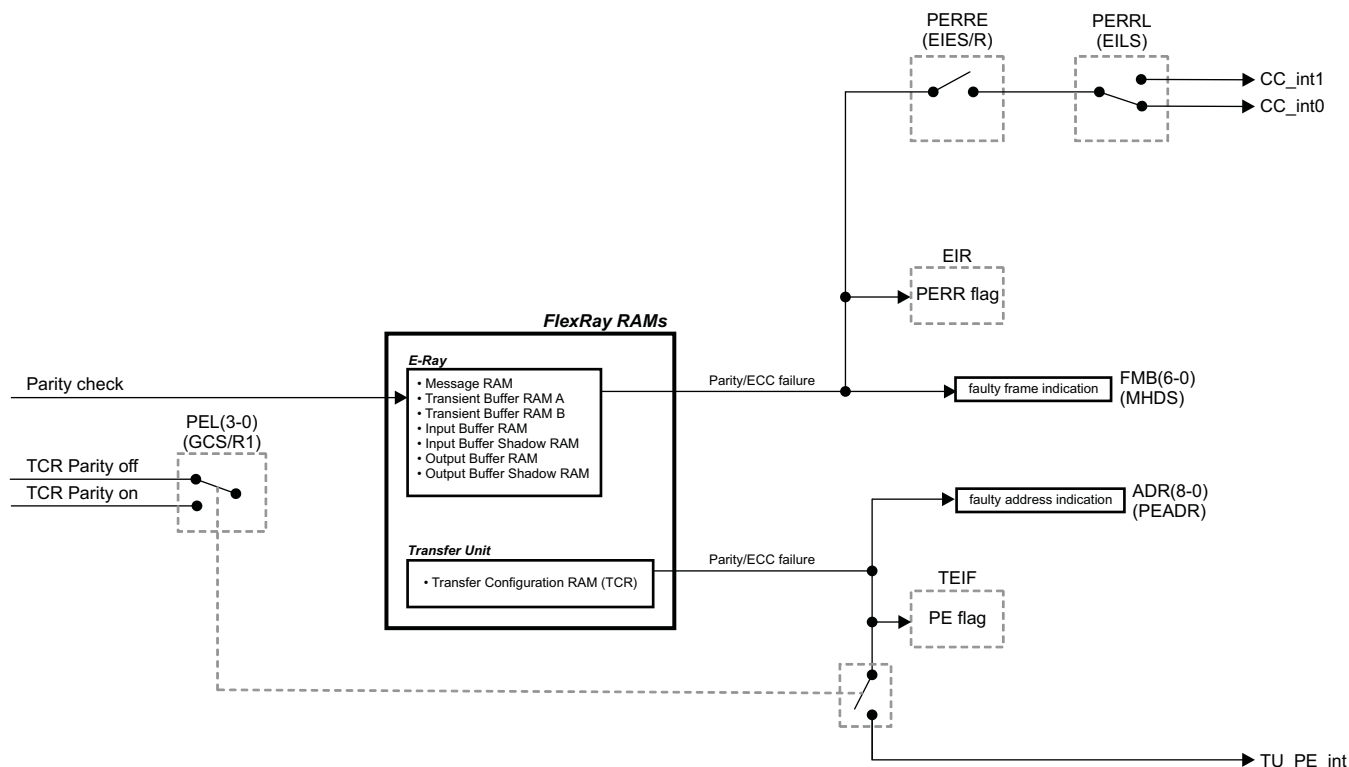 PERRE
(EIES/R)
PERRL
(EILS)
CC_int1
CC_int0
EIR
PERR flag
FlexRay RAMs
E-Ray
• Message RAM
• Transient Buffer RAM A
• Transient Buffer RAM B
• Input Buffer RAM
• Input Buffer Shadow RAM
• Output Buffer RAM
• Output Buffer Shadow RAM
Parity check
Parity/ECC failure
faulty frame indication
FMB(6-0)
(MHDS)
PEL(3-0)
(GCS/R1)
TCR Parity off
TCR Parity on
faulty address indication
ADR(8-0)
(PEADR)
Transfer Unit
• Transfer Configuration RAM (TCR)
Parity/ECC failure
TEIF
PE flag
TU_PE_int